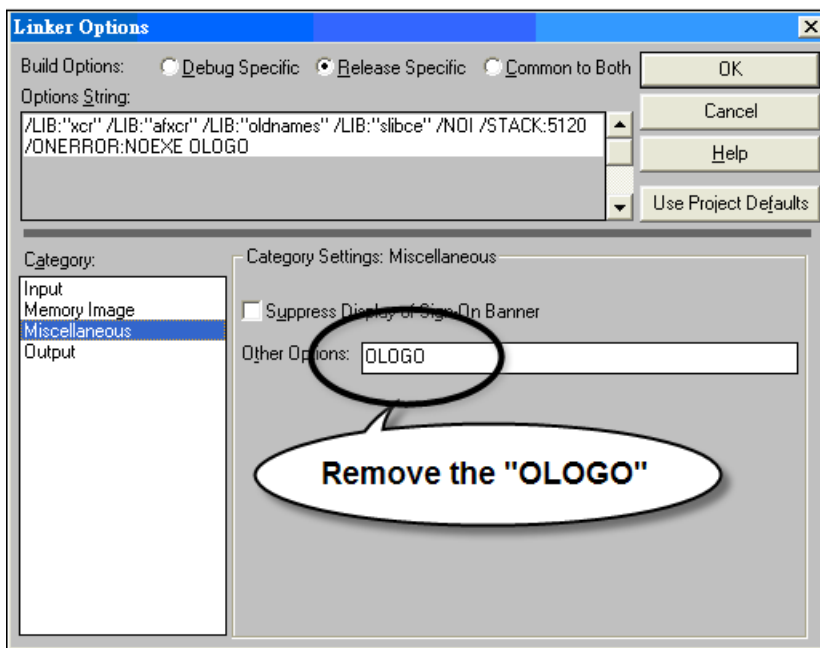 Linker Options
Build Options: Debug Specific Release Specific Common to Both
OK
Options String:
/LIB:"xcr" /LIB:"afxcr" /LIB:"oldnames" /LIB:"slibce" /NOI /STACK:5120
/ONERROR:NOEXE OLOGO
Cancel
Help
Use Project Defaults
Category:
Input
Memory Image
Miscellaneous
Output
Category Settings: Miscellaneous
Suppress Display of Sign-On Banner
Other Options: OLOGO
Remove the "OLOGO"